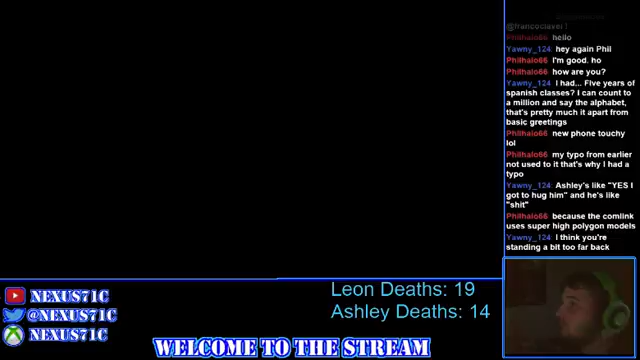 @francoclavel1
Philhalo66 hello
Yawny_124: hey again Phil
Philhalo66: I'm good. ho
Philhalo66: how are you?
Yawny_124: I had... Five years of
spanish classes? I can count to
a million and say the alphabet,
that's pretty much it apart from
basic greetings
Philhalo66: new phone touchy
lol
Philhalo66: my typo from earlier
not used to it that's why I had a
typo
Yawny_124: Ashley's like "YES I
got to hug him" and he's like
"shit"
Philhalo66: because the comlink
uses super high polygon models
Yawny_124: I think you're
standing a bit too far back
Leon Deaths: 19
Ashley Deaths: 14
NEXUS71C
@NEXUS71C
NEXUS71C
WELCOME TO THE STREAM